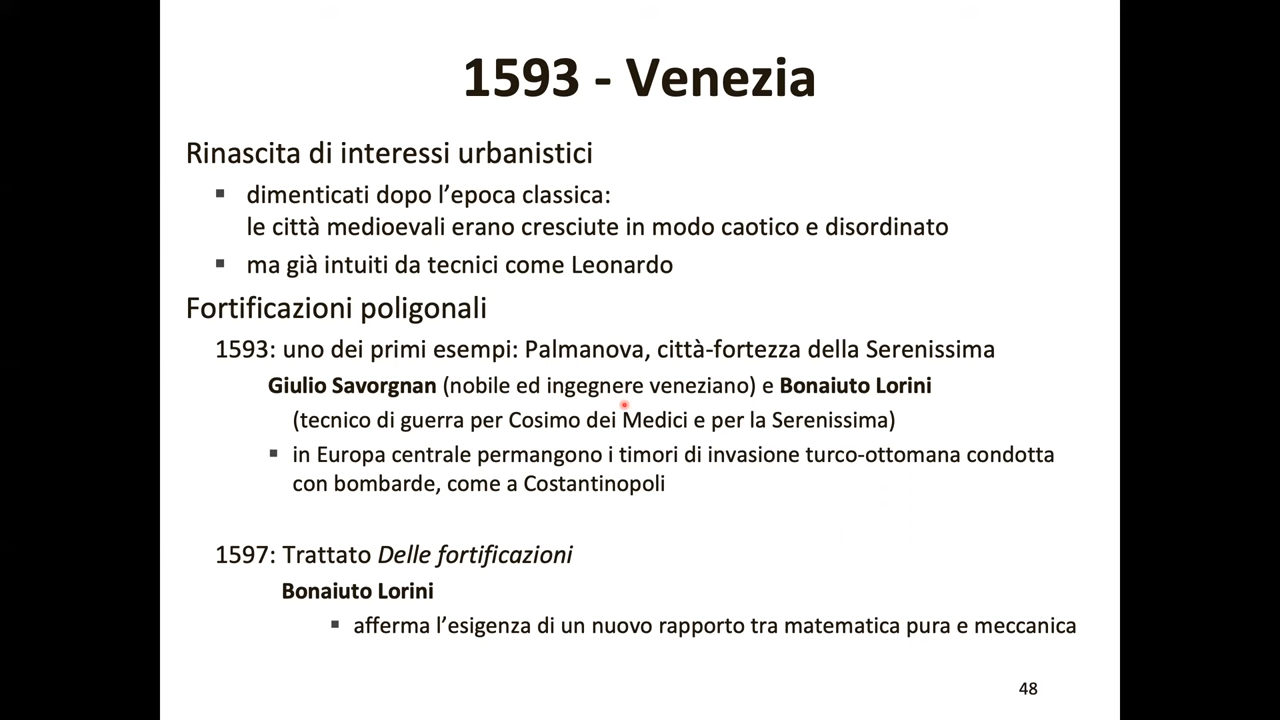 1593 - Venezia
Rinascita di interessi urbanistici
▪ dimenticati dopo l’epoca classica:
le città medioevali erano cresciute in modo caotico e disordinato
▪ ma già intuiti da tecnici come Leonardo
Fortificazioni poligonali
1593: uno dei primi esempi: Palmanova, città-fortezza della Serenissima
Giulio Savorgnan (nobile ed ingegnere veneziano) e Bonaiuto Lorini
(tecnico di guerra per Cosimo dei Medici e per la Serenissima)
▪ in Europa centrale permangono i timori di invasione turco-ottomana condotta
con bombarde, come a Costantinopoli
1597: Trattato Delle fortificazioni
Bonaiuto Lorini
▪ afferma l’esigenza di un nuovo rapporto tra matematica pura e meccanica
48